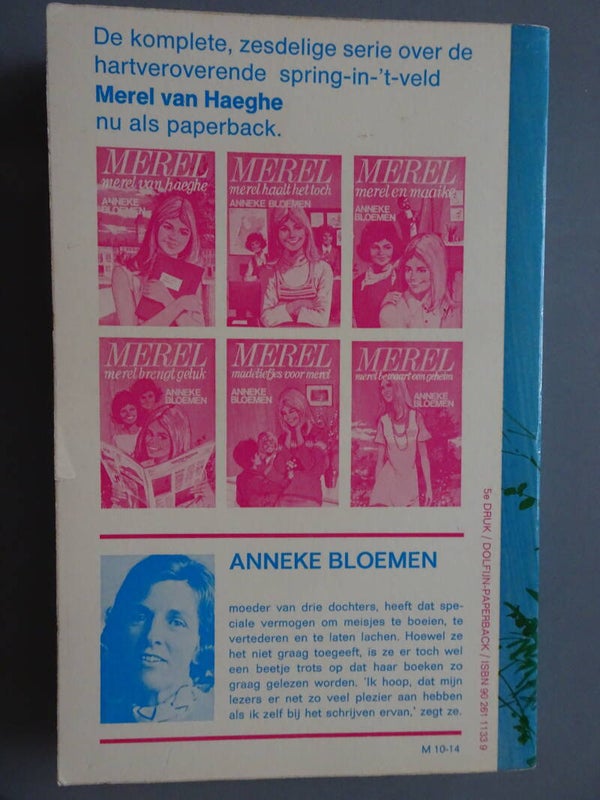 De komplete, zesdelige serie over de
hartveroverende spring-in-'t-veld
Merel van Haeghe
nu als paperback.
MEREL
merel van haeghe
ANNEKE
BLOEMEN
MEREL
merel haalt het toch
ANNEKE BLOEMEN
MEREL
merel en maaike
ANNEKE
BLOEMEN
MEREL
merel brengt geluk
ANNEKE
BLOEMEN
MEREL
madeliefjes voor merel
ANNEKE
BLOEMEN
MEREL
merel bewaart een geheim
ANNEKE
BLOEMEN
ANNEKE BLOEMEN
moeder van drie dochters, heeft dat spe-
ciale vermogen om meisjes te boeien, te
vertederen en te laten lachen. Hoewel ze
het niet graag toegeeft, is ze er toch wel
een beetje trots op dat haar boeken zo
graag gelezen worden. 'Ik hoop, dat mijn
lezers er net zo veel plezier aan hebben
als ik zelf bij het schrijven ervan,' zegt ze.
M 10-14
5e DRUK / DOLFIJN-PAPERBACK / ISBN 90 261 1133 9